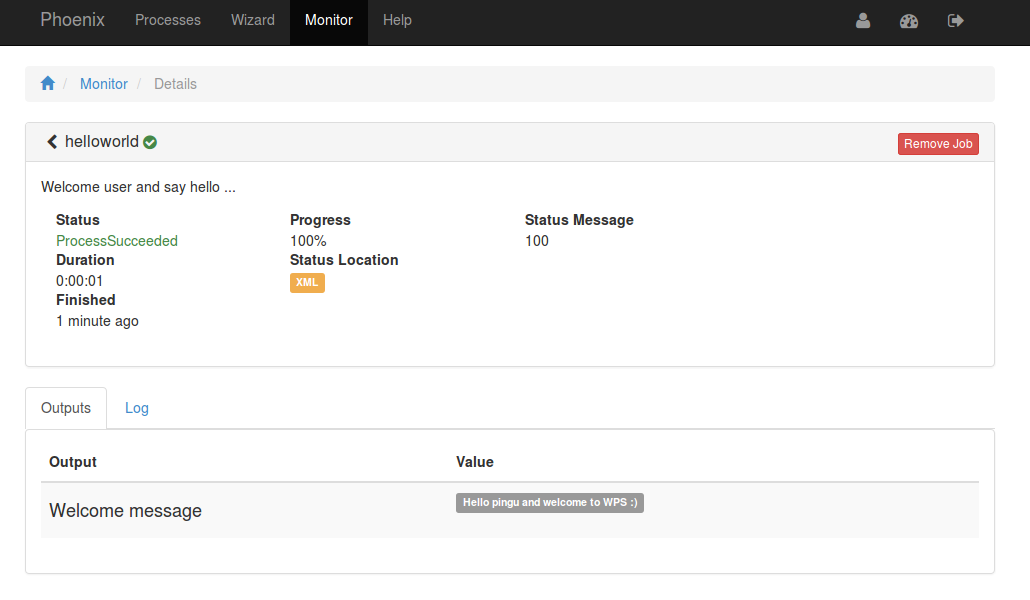 Phoenix Processes Wizard Monitor Help
/ Monitor / Details
helloworld Remove Job
Welcome user and say hello ...
Status Progress Status Message
ProcessSucceeded 100% 100
Duration Status Location
0:00:01 XML
Finished
1 minute ago
Outputs Log
Output Value
Welcome message Hello pingu and welcome to WPS :)